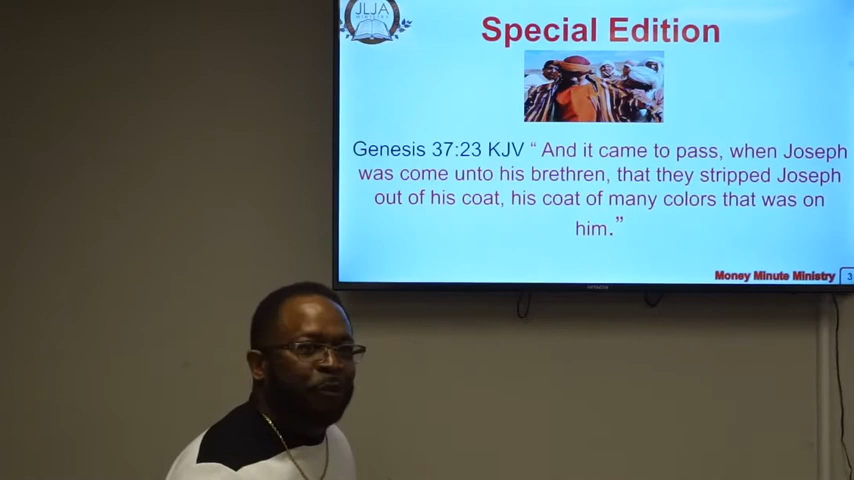 JLJA
MINISTRY
Special Edition
Genesis 37:23 KJV “ And it came to pass, when Joseph
was come unto his brethren, that they stripped Joseph
out of his coat, his coat of many colors that was on
him.”
Money Minute Ministry
3
HITACHI